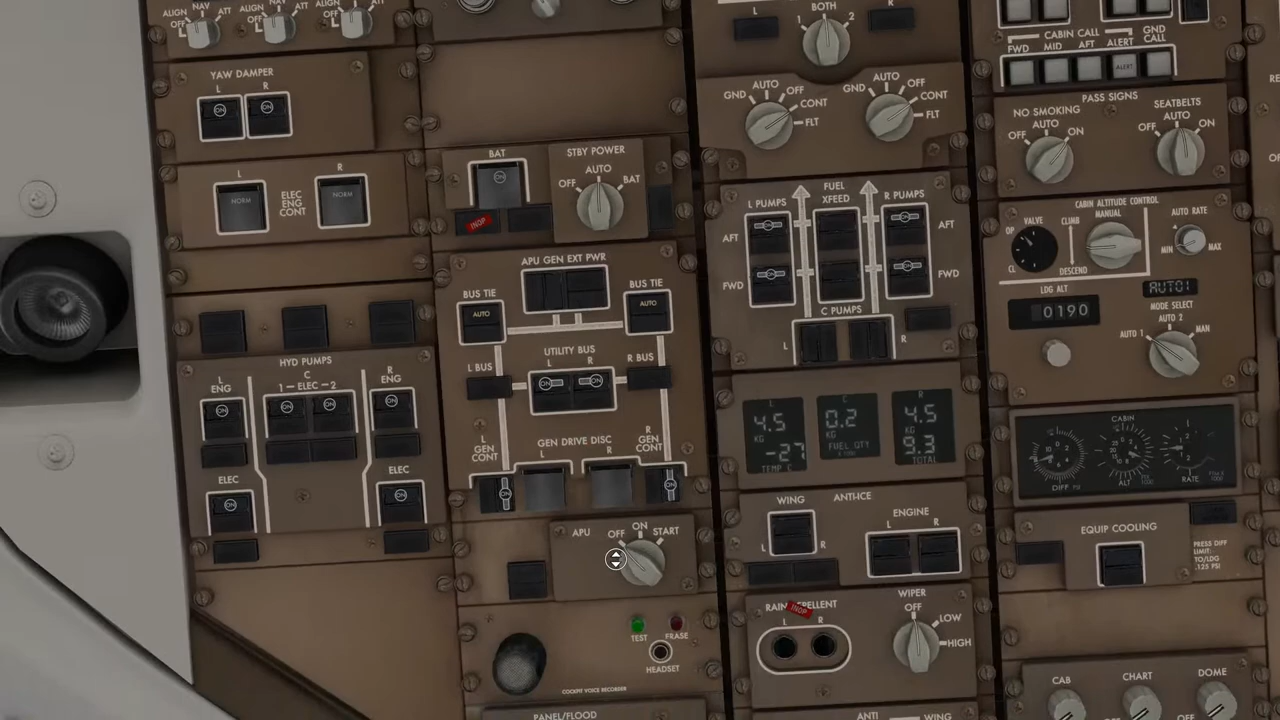 ALIGN NAV ATT ALIGN NAV ATT ALIGN NAV ATT
OFF OFF OFF
YAW DAMPER
L R
ON ON
L R
NORM ELEC ENG CONT NORM
HYD PUMPS
L ENG C 1-ELEC-2 R ENG
ON ON ON ON
ELEC ELEC
ON ON
BAT STBY POWER
ON OFF AUTO BAT
INOP
APU GEN EXT PWR
BUS TIE BUS TIE
AUTO AUTO
UTILITY BUS
L BUS L R R BUS
ON ON
GEN DRIVE DISC
L GEN CONT L R R GEN CONT
APU OFF ON START
TEST ERASE
HEADSET
COCKPIT VOICE RECORDER
PANEL/FLOOD
L BOTH R
1 2
GND AUTO OFF CONT FLT
GND AUTO OFF CONT FLT
L PUMPS FUEL XFEED R PUMPS
AFT AFT
FWD FWD
C PUMPS
L R
L C R
4.5 0.2 4.5
KG KG KG
-27 FUEL QTY 9.3
TEMP C TOTAL
ANTI-ICE
WING ENGINE
L R L R
RAIN REPELLENT
INOP
L R
WIPER
OFF LOW HIGH
ANTI WING
CABIN CALL
FWD MID AFT ALERT GND CALL
ALERT
PASS SIGNS
NO SMOKING SEATBELTS
OFF AUTO ON OFF AUTO ON
CABIN ALTITUDE CONTROL
VALVE CLIMB MANUAL AUTO RATE
OP CL DESCEND MIN MAX
LDG ALT AUTO1
0190 MODE SELECT
AUTO 1 AUTO 2 MAN
CABIN
DIFF PSI ALT RATE
EQUIP COOLING
PRESS DIFF
LIMIT:
TO/LDG
.125 PSI
CAB CHART DOME